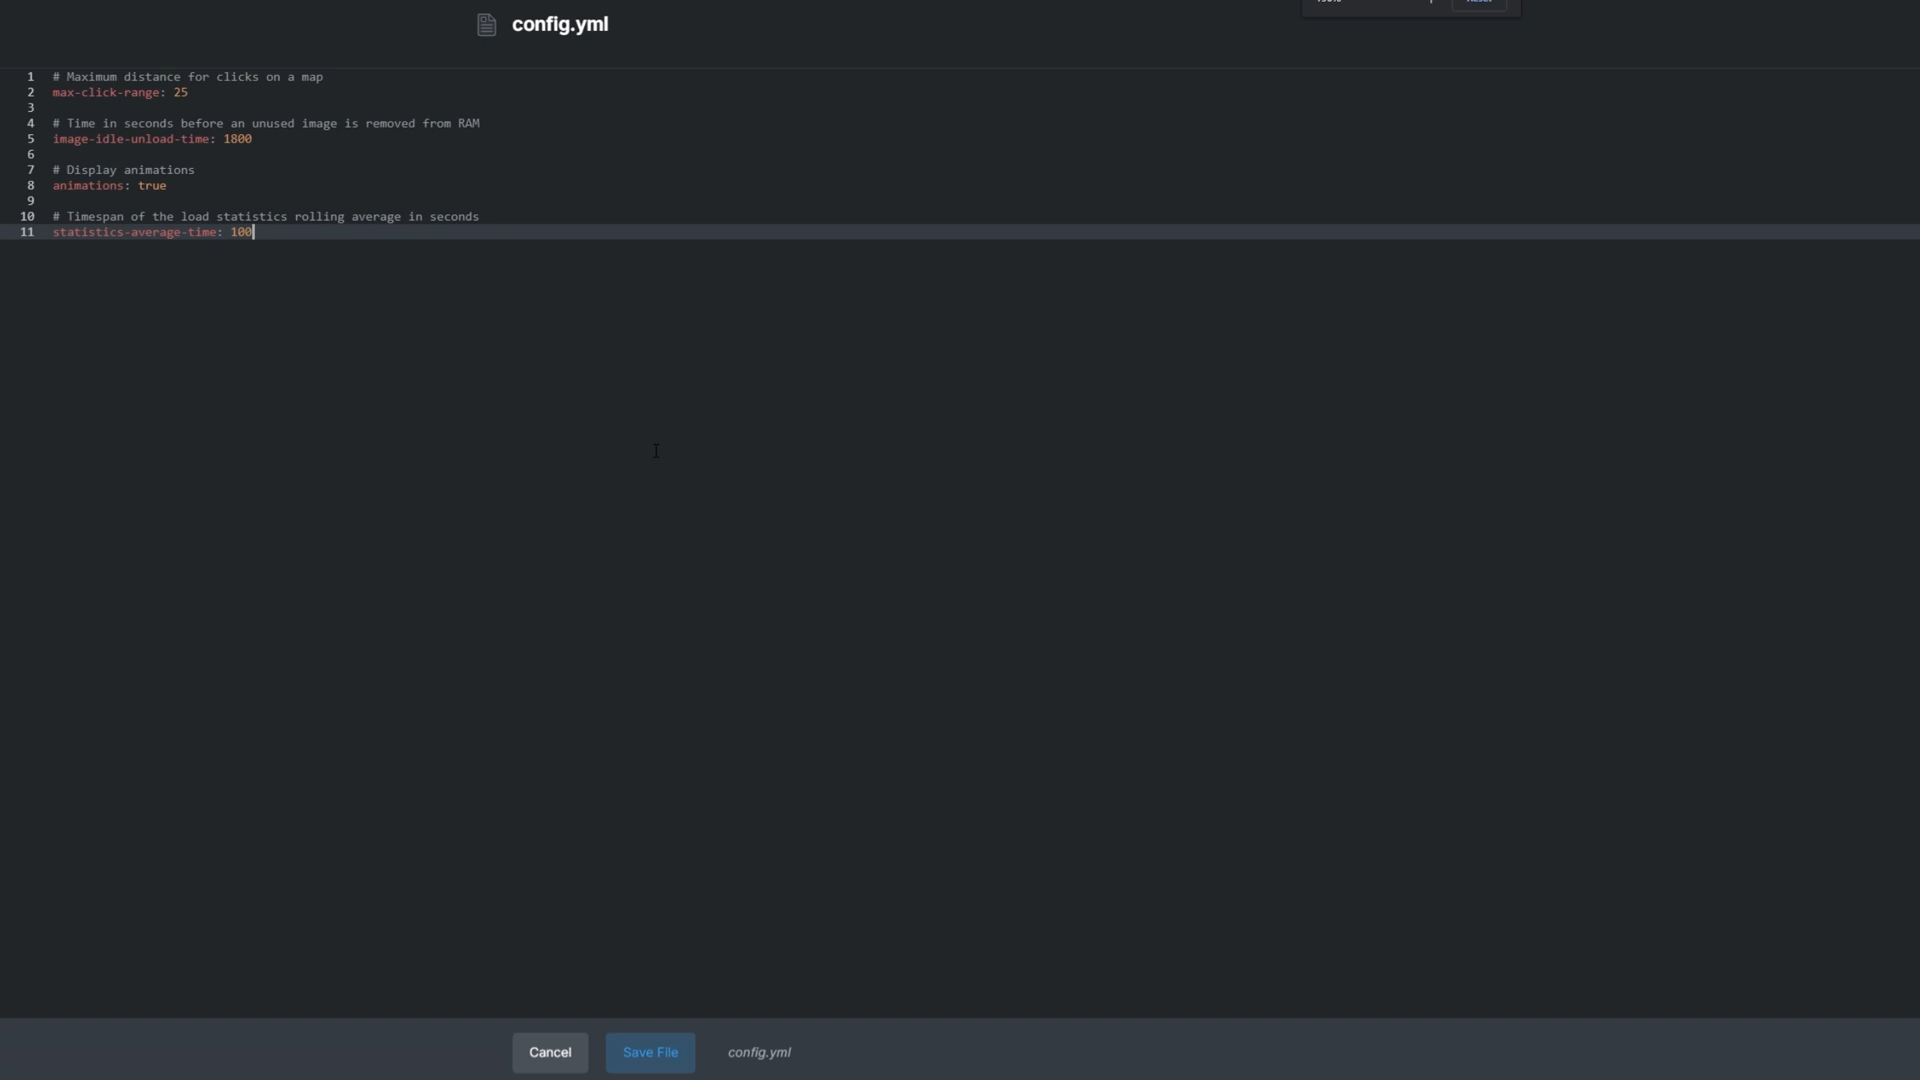 config.yml
1 # Maximum distance for clicks on a map
2 max-click-range: 25
3
4 # Time in seconds before an unused image is removed from RAM
5 image-idle-unload-time: 1800
6
7 # Display animations
8 animations: true
9
10 # Timespan of the load statistics rolling average in seconds
11 statistics-average-time: 100
Cancel Save File config.yml